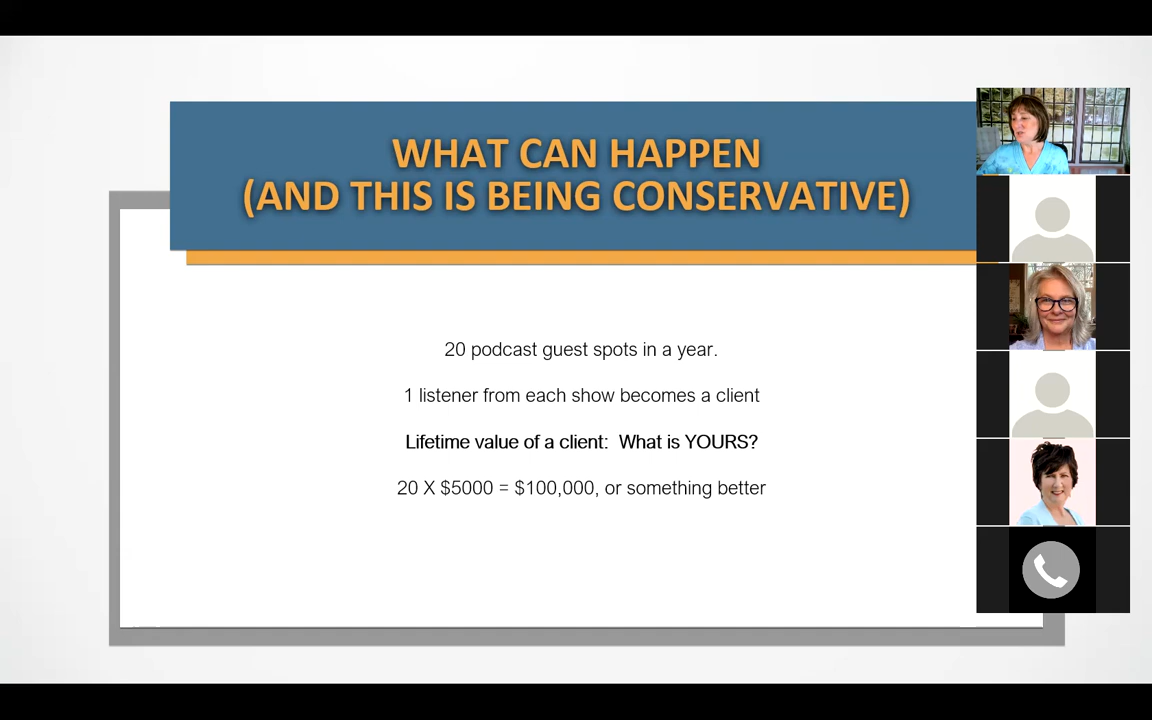 WHAT CAN HAPPEN
(AND THIS IS BEING CONSERVATIVE)
20 podcast guest spots in a year.
1 listener from each show becomes a client
Lifetime value of a client:  What is YOURS?
20 X $5000 = $100,000, or something better